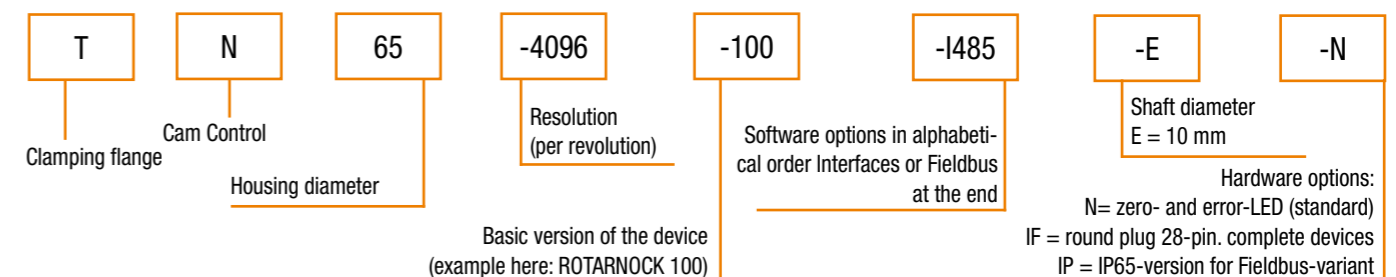 T N 65 -4096 -100 -I485 -E -N
Clamping flange
Cam Control
Housing diameter
Resolution
(per revolution)
Basic version of the device
(example here: ROTARNOCK 100)
Software options in alphabeti-
cal order Interfaces or Fieldbus
at the end
Shaft diameter
E = 10 mm
Hardware options:
N= zero- and error-LED (standard)
IF = round plug 28-pin. complete devices
IP = IP65-version for Fieldbus-variant